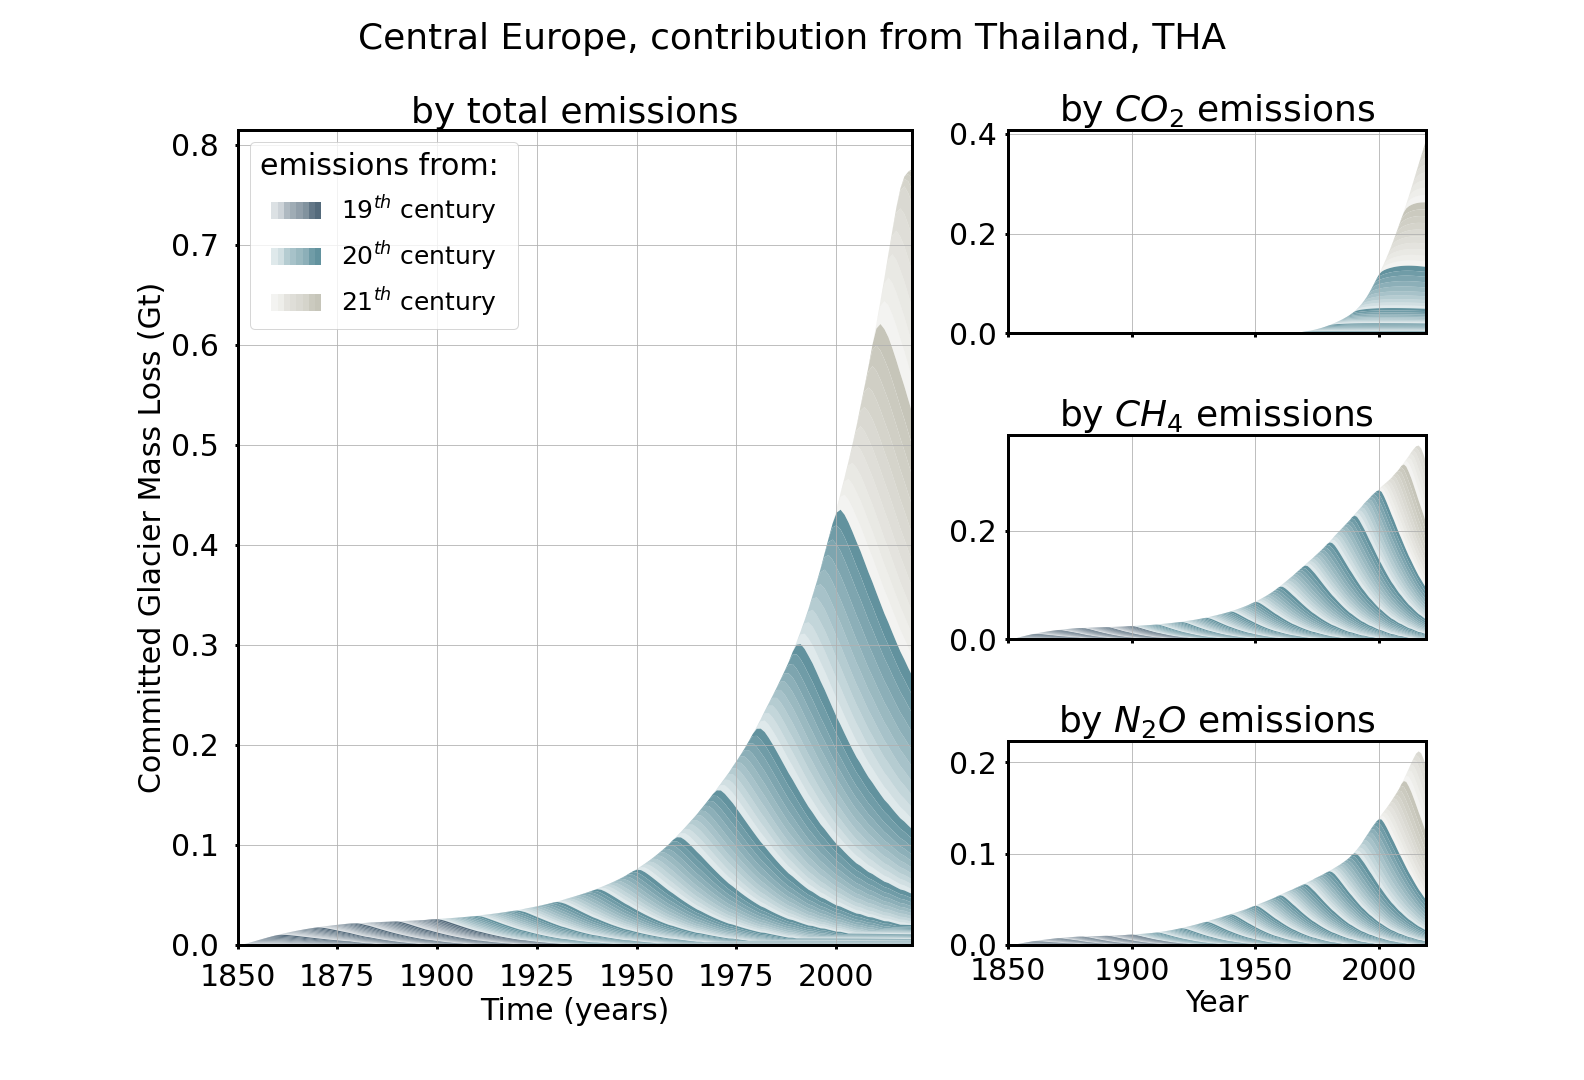 Central Europe, contribution from Thailand, THA
by total emissions
Committed Glacier Mass Loss (Gt)
0.8
0.7
0.6
0.5
0.4
0.3
0.2
0.1
0.0
emissions from:
19th century
20th century
21th century
1850 1875 1900 1925 1950 1975 2000
Time (years)
by CO2 emissions
0.4
0.2
0.0
by CH4 emissions
0.2
0.0
by N2O emissions
0.2
0.1
0.0
1850 1900 1950 2000
Year